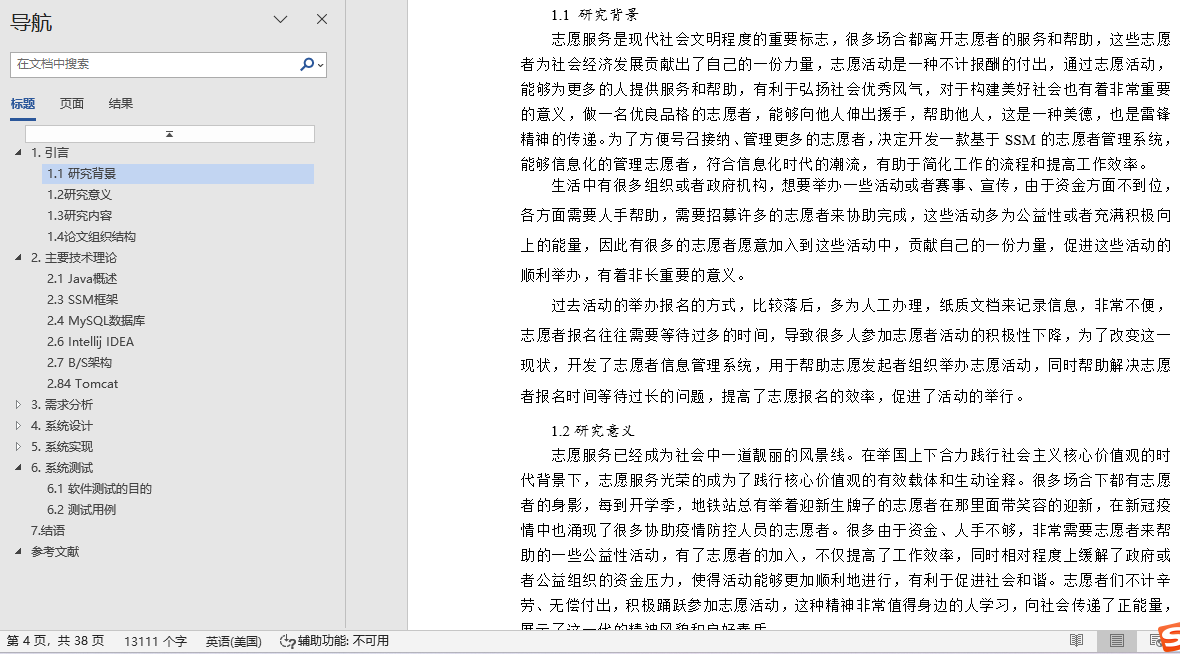 导航
在文档中搜索
标题 页面 结果
1. 引言
1.1 研究背景
1.2研究意义
1.3研究内容
1.4论文组织结构
2. 主要技术理论
2.1 Java概述
2.3 SSM框架
2.4 MySQL数据库
2.6 Intellij IDEA
2.7 B/S架构
2.84 Tomcat
3. 需求分析
4. 系统设计
5. 系统实现
6. 系统测试
6.1 软件测试的目的
6.2 测试用例
7.结语
参考文献
1.1 研究背景
志愿服务是现代社会文明程度的重要标志，很多场合都离开志愿者的服务和帮助，这些志愿
者为社会经济发展贡献出了自己的一份力量，志愿活动是一种不计报酬的付出，通过志愿活动，
能够为更多的人提供服务和帮助，有利于弘扬社会优秀风气，对于构建美好社会也有着非常重要
的意义，做一名优良品格的志愿者，能够向他人伸出援手，帮助他人，这是一种美德，也是雷锋
精神的传递。为了方便号召接纳、管理更多的志愿者，决定开发一款基于 SSM 的志愿者管理系统，
能够信息化的管理志愿者，符合信息化时代的潮流，有助于简化工作的流程和提高工作效率。
生活中有很多组织或者政府机构，想要举办一些活动或者赛事、宣传，由于资金方面不到位，
各方面需要人手帮助，需要招募许多的志愿者来协助完成，这些活动多为公益性或者充满积极向
上的能量，因此有很多的志愿者愿意加入到这些活动中，贡献自己的一份力量，促进这些活动的
顺利举办，有着非长重要的意义。
过去活动的举办报名的方式，比较落后，多为人工办理，纸质文档来记录信息，非常不便，
志愿者报名往往需要等待过多的时间，导致很多人参加志愿者活动的积极性下降，为了改变这一
现状，开发了志愿者信息管理系统，用于帮助志愿发起者组织举办志愿活动，同时帮助解决志愿
者报名时间等待过长的问题，提高了志愿报名的效率，促进了活动的举行。
1.2 研究意义
志愿服务已经成为社会中一道靓丽的风景线。在举国上下合力践行社会主义核心价值观的时
代背景下，志愿服务光荣的成为了践行核心价值观的有效载体和生动诠释。很多场合下都有志愿
者的身影，每到开学季，地铁站总有举着迎新生牌子的志愿者在那里面带笑容的迎新，在新冠疫
情中也涌现了很多协助疫情防控人员的志愿者。很多由于资金、人手不够，非常需要志愿者来帮
助的一些公益性活动，有了志愿者的加入，不仅提高了工作效率，同时相对程度上缓解了政府或
者公益组织的资金压力，使得活动能够更加顺利地进行，有利于促进社会和谐。志愿者们不计辛
劳、无偿付出，积极踊跃参加志愿活动，这种精神非常值得身边的人学习，向社会传递了正能量，
展示了这一代的精神风貌和良好素质
第 4 页，共 38 页 13111 个字 英语(美国) 辅助功能: 不可用